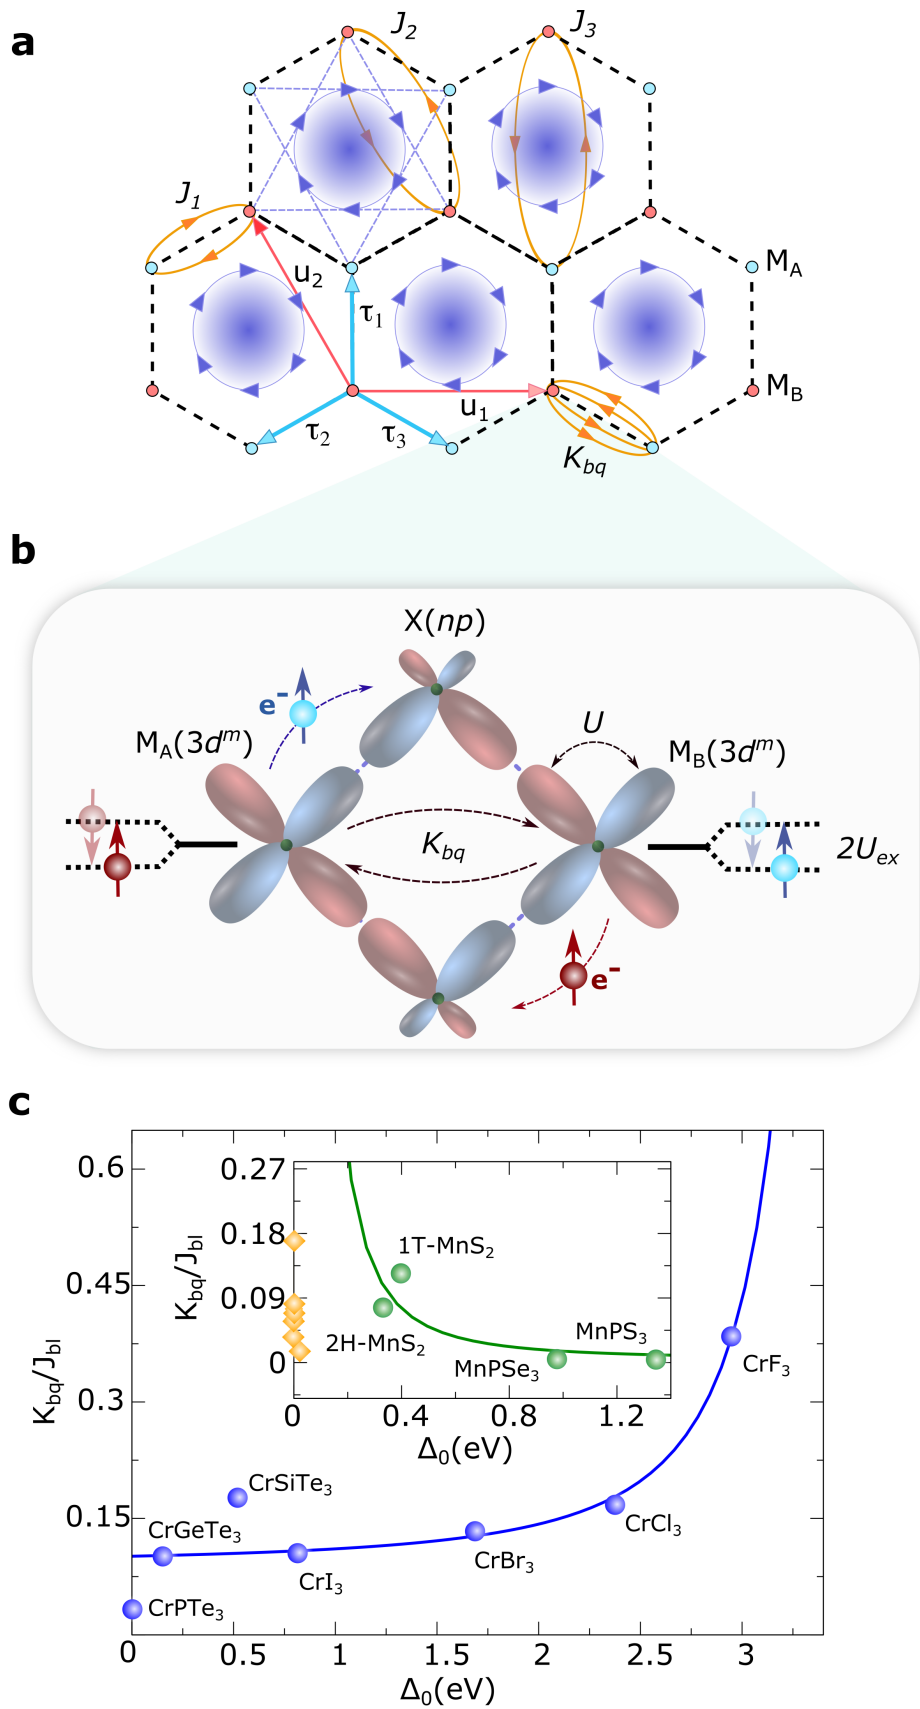 a
J2
J3
J1
u2
τ1
MA
MB
u1
τ2
τ3
Kbq
b
X(np)
e-
U
MA(3dm)
MB(3dm)
Kbq
2Uex
e-
c
0.6
0.45
0.3
0.15
0
Kbq/Jbl
0.27
0.18
0.09
0
Kbq/Jbl
1T-MnS2
2H-MnS2
MnPS3
MnPSe3
0 0.4 0.8 1.2
Δ0(eV)
CrF3
CrSiTe3
CrGeTe3
CrCl3
CrBr3
CrI3
CrPTe3
0.5 1 1.5 2 2.5 3
Δ0(eV)